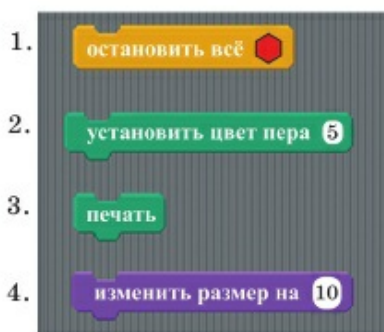 1. остановить всё
2. установить цвет пера 5
3. печать
4. изменить размер на 10